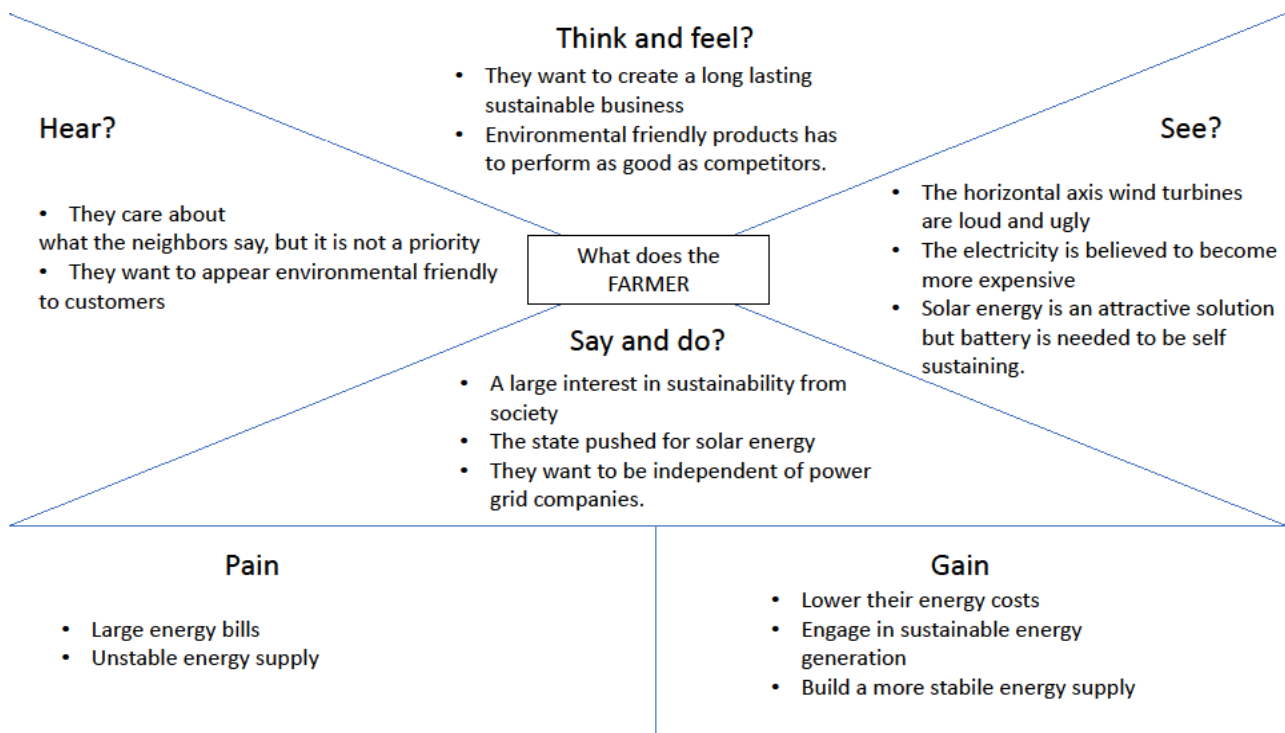 Think and feel?
• They want to create a long lasting
sustainable business
• Environmental friendly products has
to perform as good as competitors.
Hear?
• They care about
what the neighbors say, but it is not a priority
• They want to appear environmental friendly
to customers
See?
• The horizontal axis wind turbines
are loud and ugly
• The electricity is believed to become
more expensive
• Solar energy is an attractive solution
but battery is needed to be self
sustaining.
What does the
FARMER
Say and do?
• A large interest in sustainability from
society
• The state pushed for solar energy
• They want to be independent of power
grid companies.
Pain
• Large energy bills
• Unstable energy supply
Gain
• Lower their energy costs
• Engage in sustainable energy
generation
• Build a more stabile energy supply